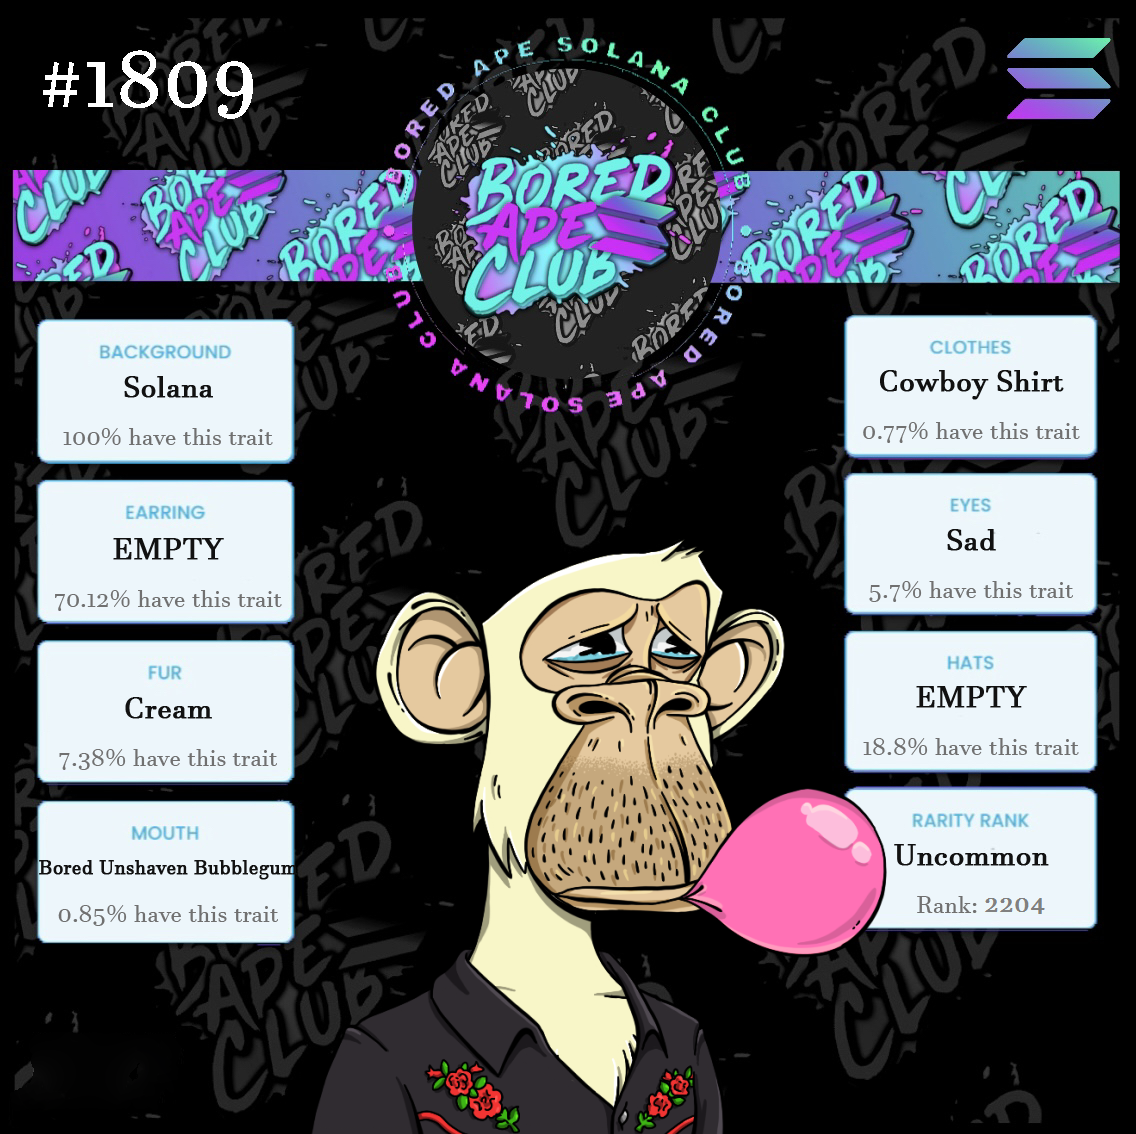 #1809
BORED APE SOLANA CLUB
BORED APE SOLANA CLUB
BORED
APE
CLUB
BACKGROUND
Solana
100% have this trait
EARRING
EMPTY
70.12% have this trait
FUR
Cream
7.38% have this trait
MOUTH
Bored Unshaven Bubblegum
0.85% have this trait
CLOTHES
Cowboy Shirt
0.77% have this trait
EYES
Sad
5.7% have this trait
HATS
EMPTY
18.8% have this trait
RARITY RANK
Uncommon
Rank: 2204